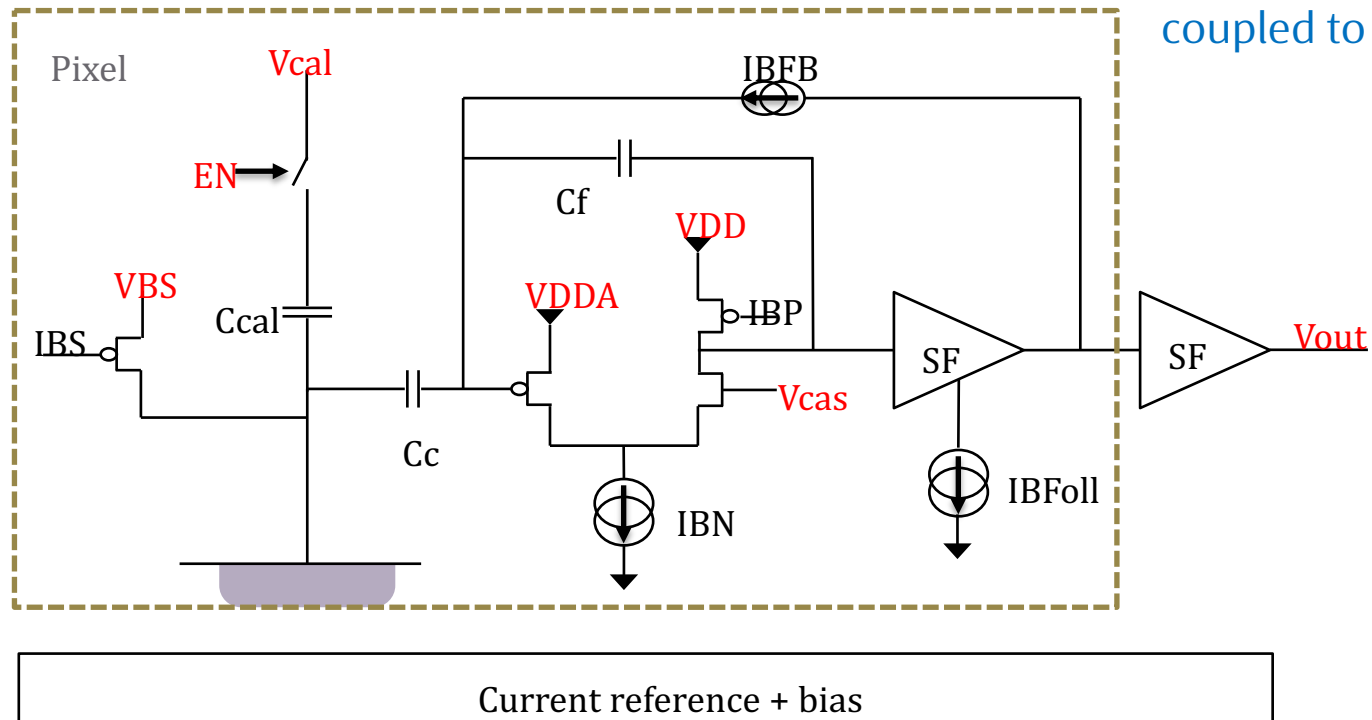 coupled to
Pixel
Vcal
IBFB
EN
Cf
VDD
VBS
VDDA
Ccal
IBP
IBS
SF
SF
Vout
Vcas
Cc
IBFoll
IBN
Current reference + bias